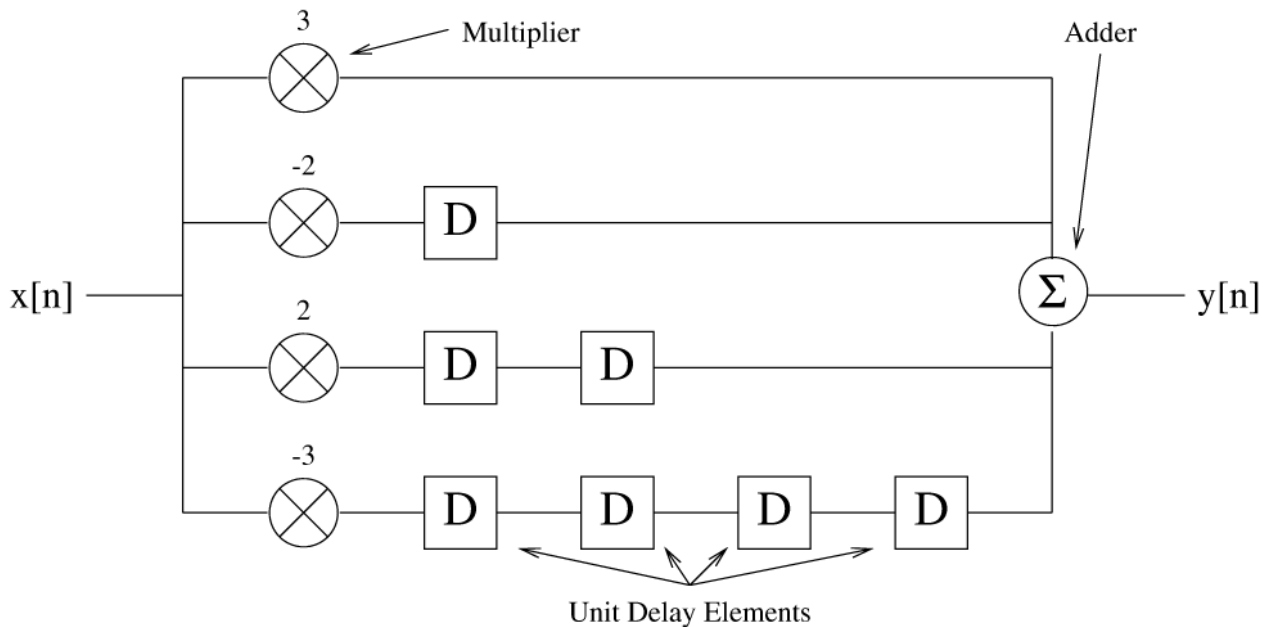 3
Multiplier
Adder
-2
D
x[n]
Σ
y[n]
2
D D
-3
D D D D
Unit Delay Elements